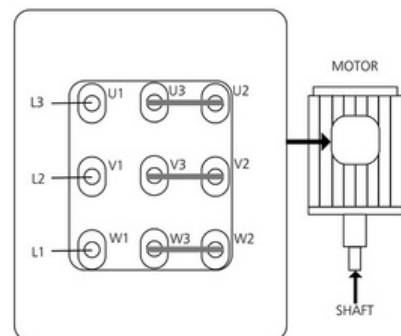 L3 U1 U3 U2
L2 V1 V3 V2
L1 W1 W3 W2
MOTOR
SHAFT